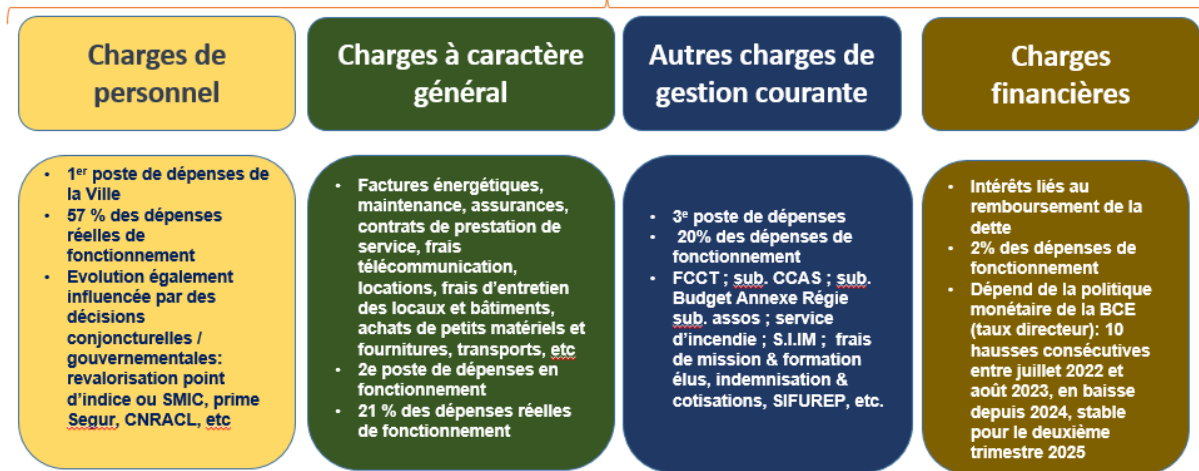 Charges de
personnel
Charges à caractère
général
Autres charges de
gestion courante
Charges
financières
• 1er poste de dépenses de
la Ville
• 57 % des dépenses
réelles de
fonctionnement
• Evolution également
influencée par des
décisions
conjoncturelles /
gouvernementales:
revalorisation point
d’indice ou SMIC, prime
Segur, CNRACL, etc
• Factures énergétiques,
maintenance, assurances,
contrats de prestation de
service, frais
télécommunication,
locations, frais d’entretien
des locaux et bâtiments,
achats de petits matériels et
fournitures, transports, etc
• 2e poste de dépenses en
fonctionnement
• 21 % des dépenses réelles
de fonctionnement
• 3e poste de dépenses
• 20% des dépenses de
fonctionnement
• FCCT ; sub. CCAS ; sub.
Budget Annexe Régie
sub. assos ; service
d’incendie ; S.I.IM ; frais
de mission & formation
élus, indemnisation &
cotisations, SIFUREP, etc.
• Intérêts liés au
remboursement de la
dette
• 2% des dépenses de
fonctionnement
• Dépend de la politique
monétaire de la BCE
(taux directeur): 10
hausses consécutives
entre juillet 2022 et
août 2023, en baisse
depuis 2024, stable
pour le deuxième
trimestre 2025